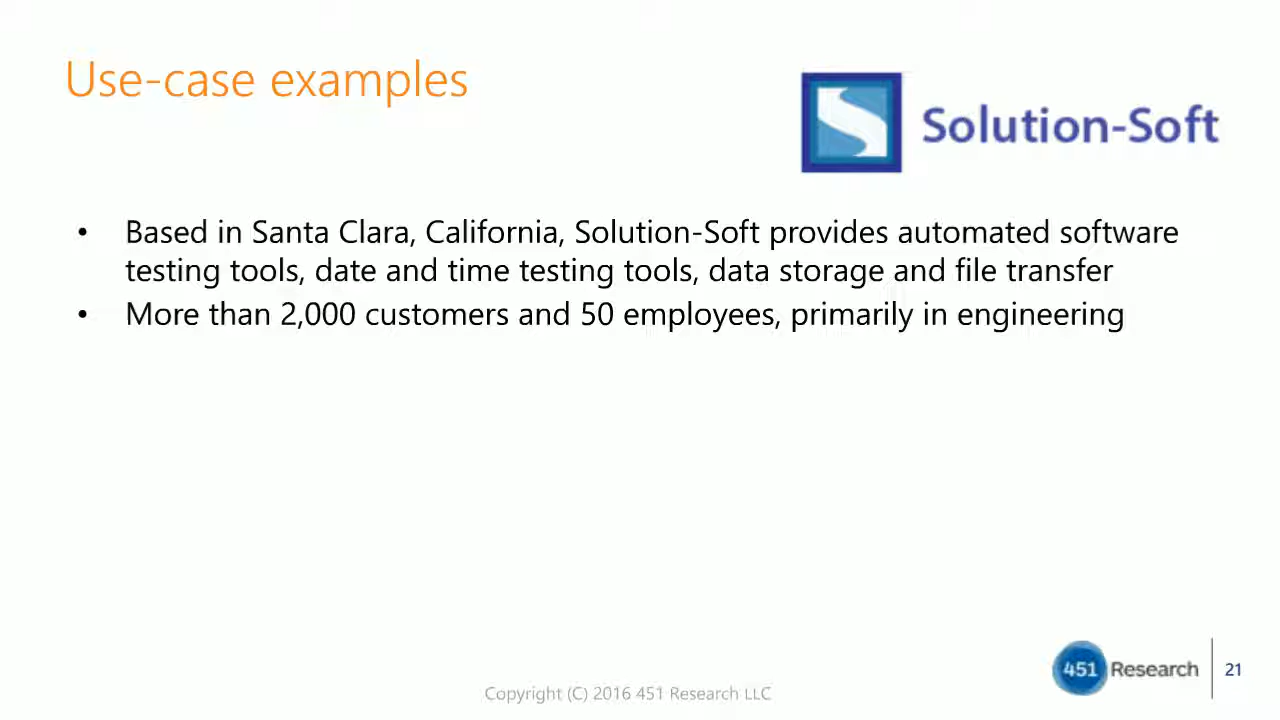 Use-case examples
Solution-Soft
• Based in Santa Clara, California, Solution-Soft provides automated software
testing tools, date and time testing tools, data storage and file transfer
• More than 2,000 customers and 50 employees, primarily in engineering
451 Research
21
Copyright (C) 2016 451 Research LLC